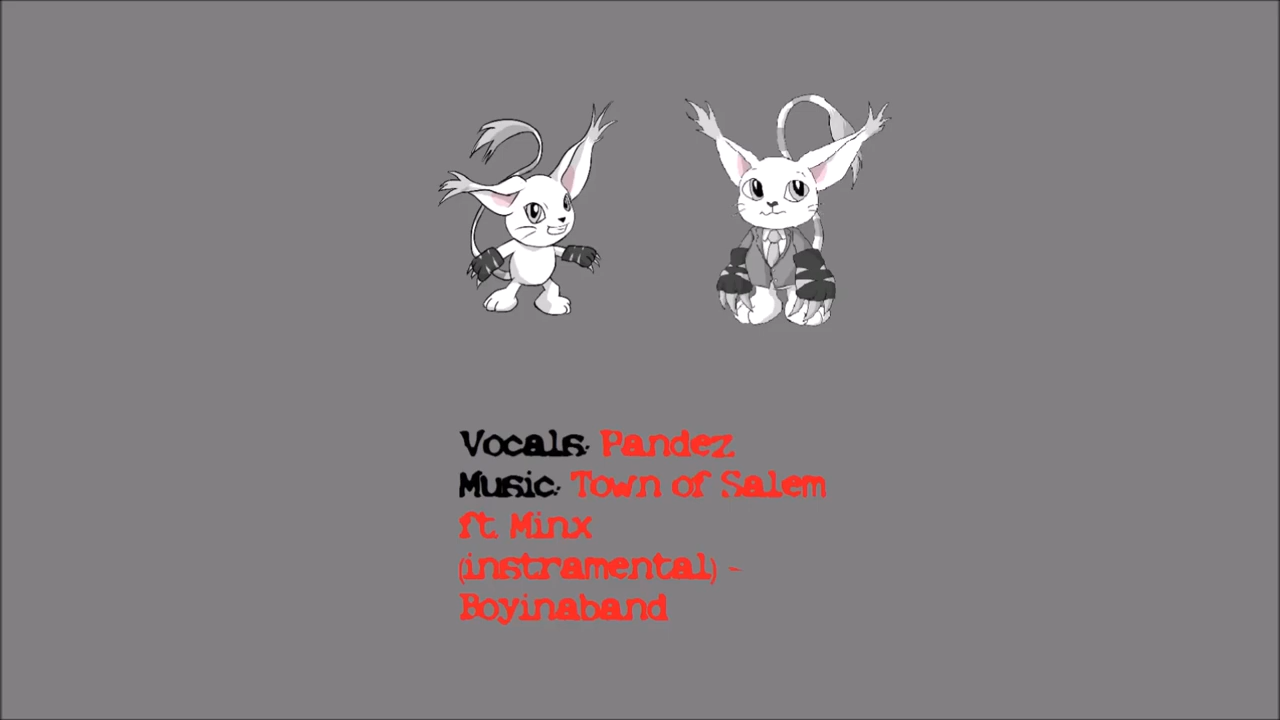 Vocals: Pandez
Music: Town of Salem
ft. Minx
(instramental) -
Boyinaband